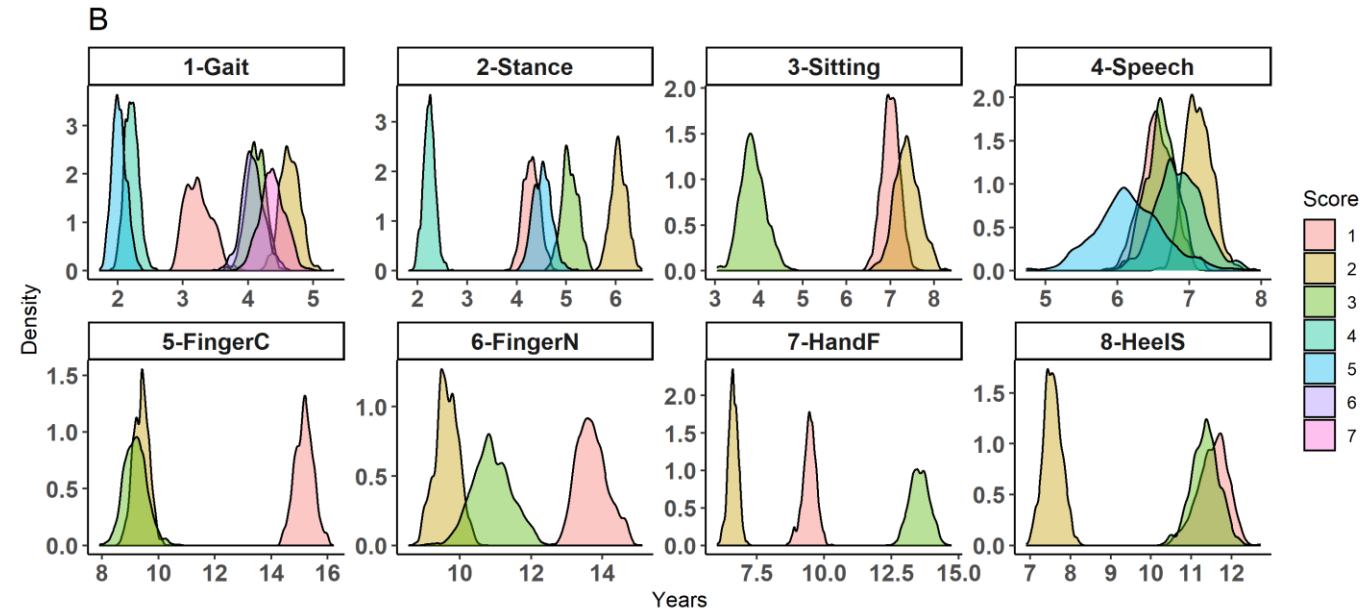 B
1-Gait 2-Stance 3-Sitting 4-Speech
3 2 1 0
2 3 4 5
3 2 1 0
2 3 4 5 6
2.0 1.5 1.0 0.5 0.0
3 4 5 6 7 8
2.0 1.5 1.0 0.5 0.0
5 6 7 8
Density
5-FingerC 6-FingerN 7-HandF 8-HeelS
1.5 1.0 0.5 0.0
8 10 12 14 16
1.0 0.5 0.0
10 12 14
2.0 1.5 1.0 0.5 0.0
7.5 10.0 12.5 15.0
1.5 1.0 0.5 0.0
7 8 9 10 11 12
Years
Score
1
2
3
4
5
6
7